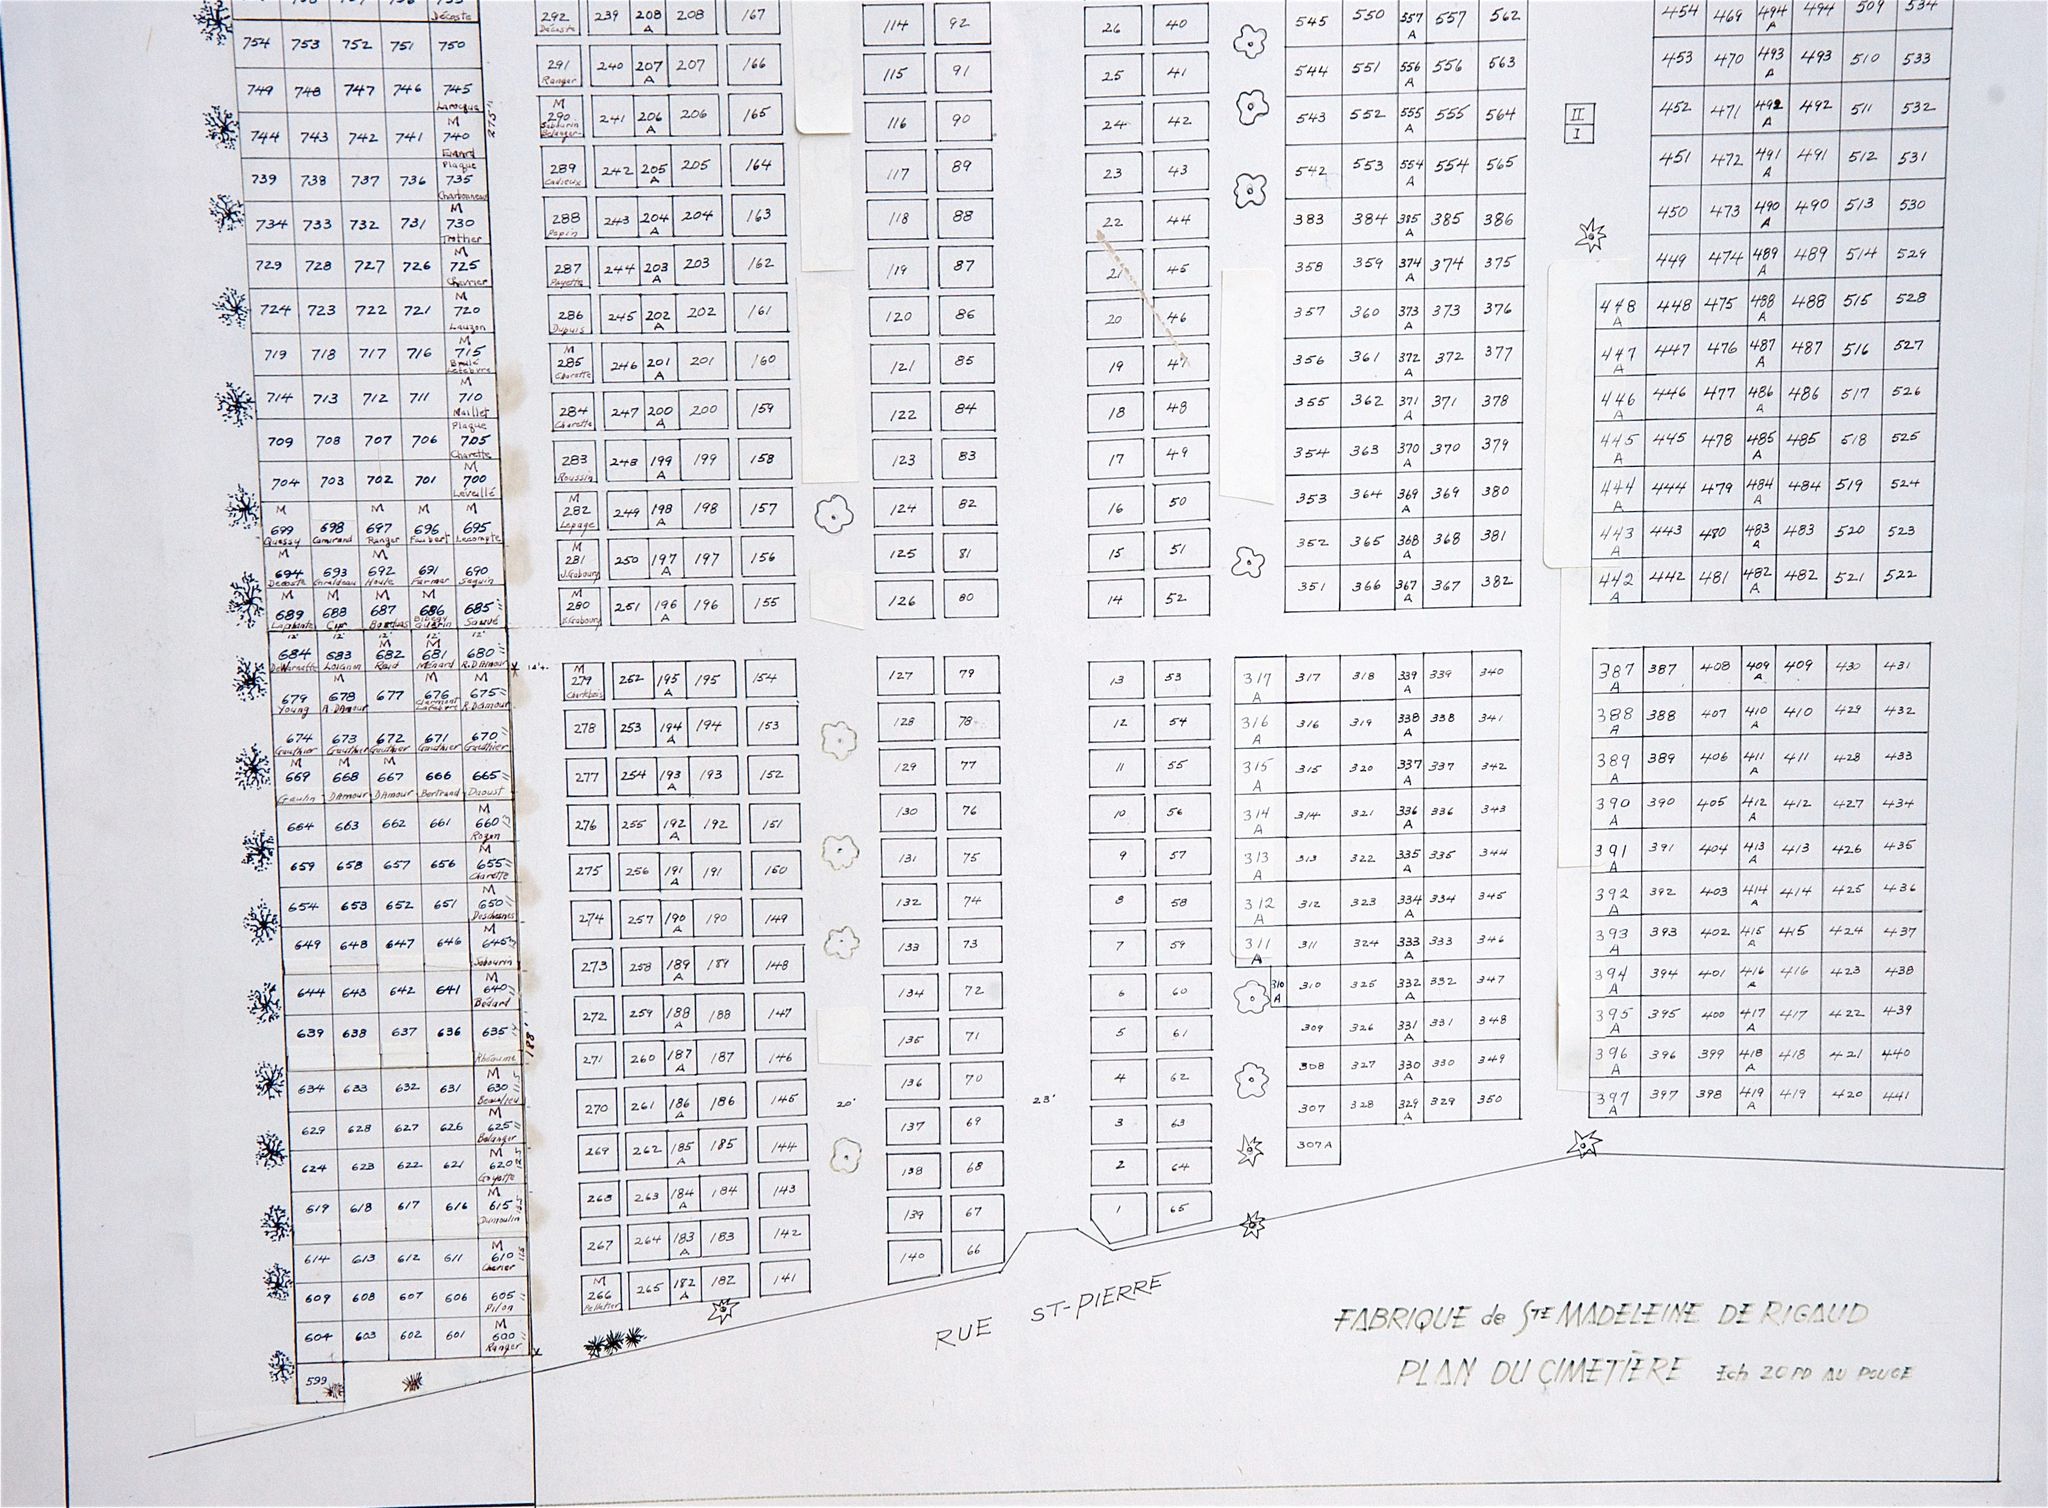 Décoste
754 753 752 751 750
749 748 747 746 745
Larocque
M
744 743 742 741 740
Emard
Plaque
739 738 737 736 735
Charbonneau
M
734 733 732 731 730
Trottier
M
729 728 727 726 725
Chevrier
M
724 723 722 721 720
Lauzon
M
719 718 717 716 715
Brulé
Lefebvre
M
714 713 712 711 710
Maillet
Plaque
709 708 707 706 705
Charette
M
704 703 702 701 700
Léveillé
M M M M
699 698 697 696 695
Quessy Camirand Ranger Faubert Lecompte
M M
694 693 692 691 690
Decoste Giraldeau Houle Farmer Seguin
M M M M
689 688 687 686 685
Laplante Cyr Sauvé
12' 12' 12' 12' 12'
M M
684 683 682 681 680
Loignon Reid Ménard R. D'Amour
M M M
679 678 677 676 675
Young A. D'Amour Clermont Lalaberé R. D'Amour
674 673 672 671 670
Gauthier Gauthier Gauthier Gauthier Gauthier
M M M
669 668 667 666 665
Geulin D'Amour D'Amour Bertrand Daoust
M
664 663 662 661 660
Rozon
M
659 658 657 656 655
Charette
M
654 653 652 651 650
Deschesnes
M
649 648 647 646 645
Sabourin
M
644 643 642 641 640
Bédard
639 638 637 636 635
Rhéaume
M
634 633 632 631 630
Beaulieu
M
629 628 627 626 625
Belanger
M
624 623 622 621 620
Goyette
M
619 618 617 616 615
Dumoulin
M
614 613 612 611 610
Cherier
609 608 607 606 605
Pilon
M
604 603 602 601 600
Ranger
599
275'
14'
188'
292 239 208 A 208 167
Décoste
291 240 207 A 207 166
Ranger
M
290 241 206 A 206 165
Sabourin
Belanger
289 242 205 A 205 164
Cadieux
288 243 204 A 204 163
Pepin
287 244 203 A 203 162
Payette
286 245 202 A 202 161
Dupuis
M
285 246 201 A 201 160
Charette
284 247 200 A 200 159
Charette
283 248 199 A 199 158
Roussin
M
282 249 198 A 198 157
Lepage
M
281 250 197 A 197 156
J. Gaboury
M
280 251 196 A 196 155
Gaboury
M
279 252 195 A 195 154
Charlebois
278 253 194 A 194 153
277 254 193 A 193 152
276 255 192 A 192 151
275 256 191 A 191 150
274 257 190 A 190 149
273 258 189 A 189 148
272 259 188 A 188 147
271 260 187 A 187 146
270 261 186 A 186 145
269 262 185 A 185 144
268 263 184 A 184 143
267 264 183 A 183 142
M
266 265 182 A 182 141
Pelletier
20'
114 92
115 91
116 90
117 89
118 88
119 87
120 86
121 85
122 84
123 83
124 82
125 81
126 80
127 79
128 78
129 77
130 76
131 75
132 74
133 73
134 72
135 71
136 70
137 69
138 68
139 67
140 66
23'
26 40
25 41
24 42
23 43
22 44
21 45
20 46
19 47
18 48
17 49
16 50
15 51
14 52
13 53
12 54
11 55
10 56
9 57
8 58
7 59
6 60
5 61
4 62
3 63
2 64
1 65
545 550 557 A 557 562
544 551 556 A 556 563
543 552 555 A 555 564
542 553 554 A 554 565
383 384 385 A 385 386
358 359 374 A 374 375
357 360 373 A 373 376
356 361 372 A 372 377
355 362 371 A 371 378
354 363 370 A 370 379
353 364 369 A 369 380
352 365 368 A 368 381
351 366 367 A 367 382
317 A 317 318 339 A 339 340
316 A 316 319 338 A 338 341
315 A 315 320 337 A 337 342
314 A 314 321 336 A 336 343
313 A 313 322 335 A 335 344
312 A 312 323 334 A 334 345
311 A 311 324 333 A 333 346
310 A 310 325 332 A 332 347
309 326 331 A 331 348
308 327 330 A 330 349
307 328 329 A 329 350
307 A
II
I
454 469 494 A 494 509 534
453 470 493 A 493 510 533
452 471 492 A 492 511 532
451 472 491 A 491 512 531
450 473 490 A 490 513 530
449 474 489 A 489 514 529
448 A 448 475 488 A 488 515 528
447 A 447 476 487 A 487 516 527
446 A 446 477 486 A 486 517 526
445 A 445 478 485 A 485 518 525
444 A 444 479 484 A 484 519 524
443 A 443 480 483 A 483 520 523
442 A 442 481 482 A 482 521 522
387 A 387 408 409 A 409 430 431
388 A 388 407 410 A 410 429 432
389 A 389 406 411 A 411 428 433
390 A 390 405 412 A 412 427 434
391 A 391 404 413 A 413 426 435
392 A 392 403 414 A 414 425 436
393 A 393 402 415 A 415 424 437
394 A 394 401 416 A 416 423 438
395 A 395 400 417 A 417 422 439
396 A 396 399 418 A 418 421 440
397 A 397 398 419 A 419 420 441
RUE ST-PIERRE
FABRIQUE de STE MADELEINE DE RIGAUD
PLAN DU CIMETIÈRE Ech 20 PD AU POUCE